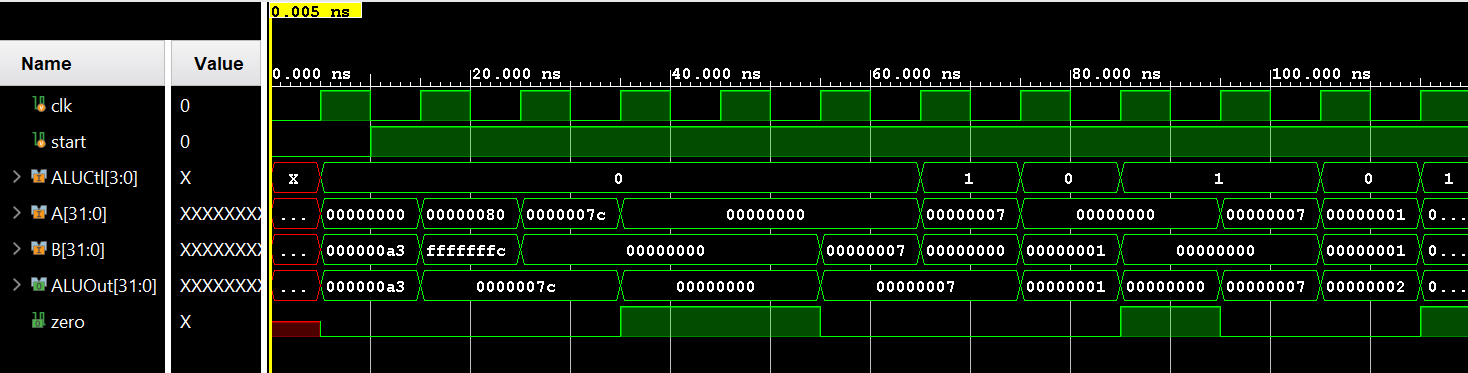 0.005 ns
Name Value
0.000 ns 20.000 ns 40.000 ns 60.000 ns 80.000 ns 100.000 ns
clk 0
start 0
ALUCtl[3:0] X X 0 1 0 1 0 1
A[31:0] XXXXXXXX ... 00000000 00000080 0000007c 00000000 00000007 00000000 00000007 00000001 0...
B[31:0] XXXXXXXX ... 000000a3 fffffffc 00000000 00000007 00000000 00000001 00000000 00000001 0...
ALUOut[31:0] XXXXXXXX ... 000000a3 0000007c 00000000 00000007 00000001 00000000 00000007 00000002 0...
zero X